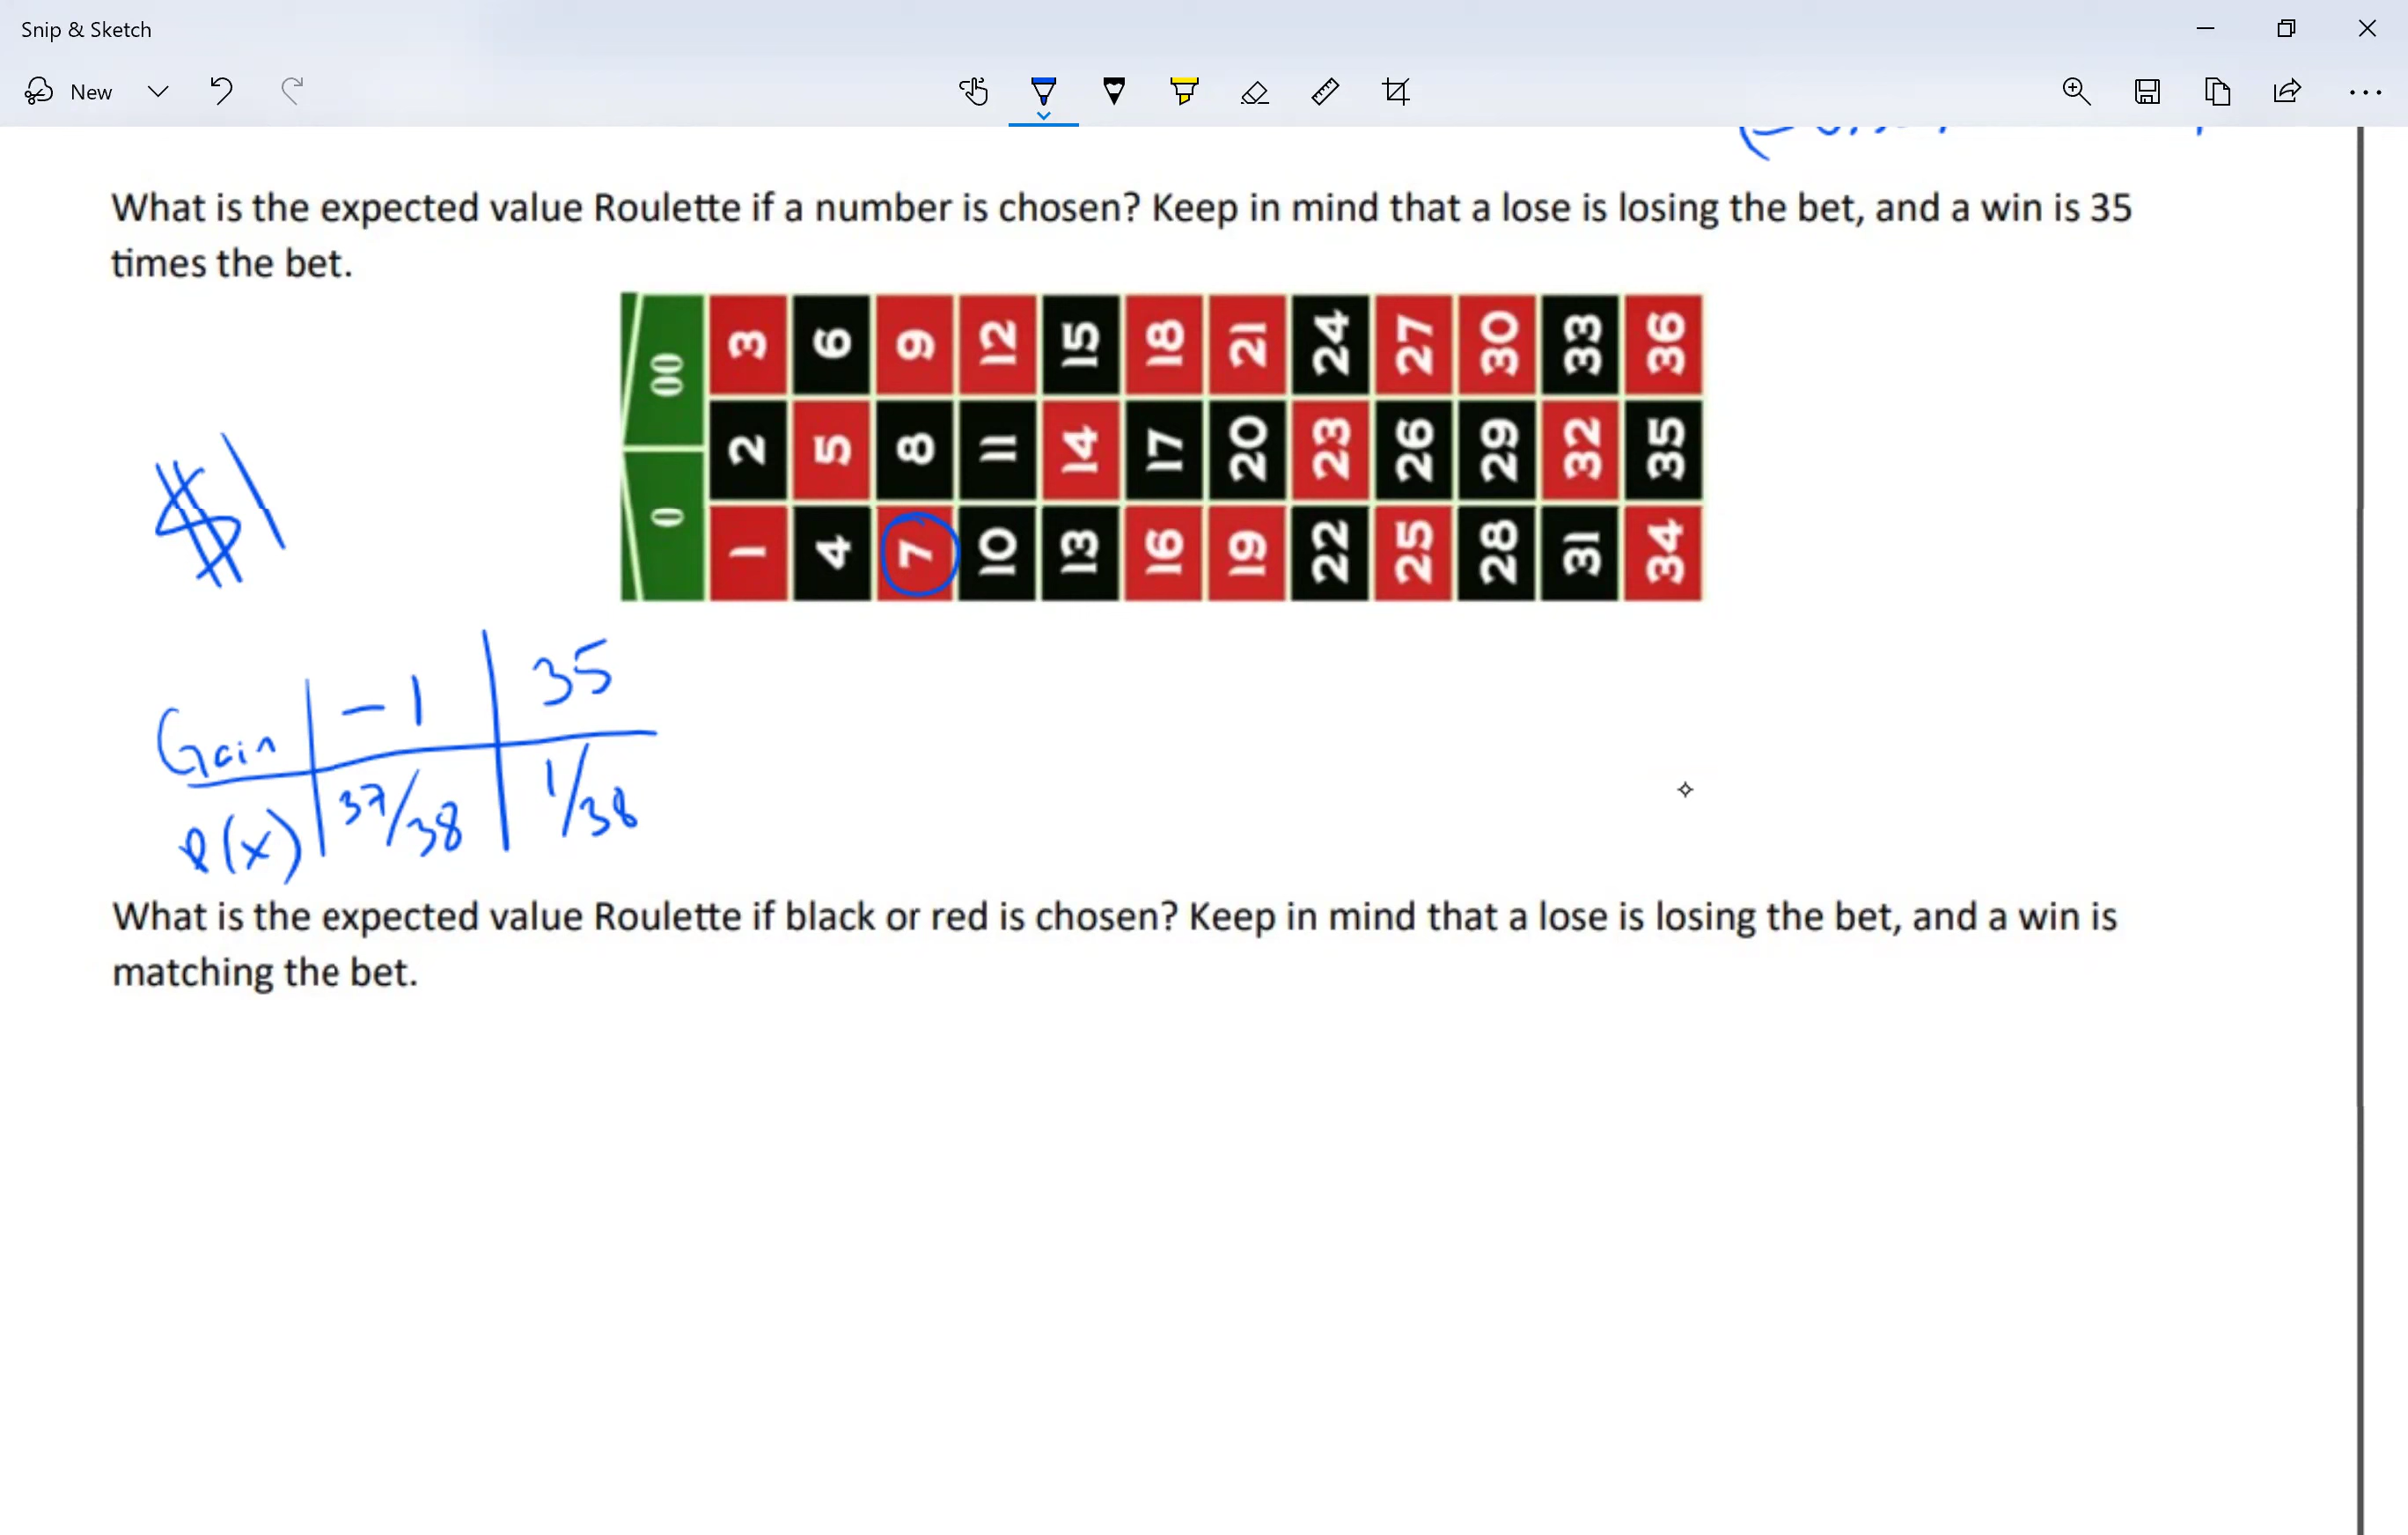 Snip & Sketch
New
What is the expected value Roulette if a number is chosen? Keep in mind that a lose is losing the bet, and a win is 35
times the bet.
00 3 6 9 12 15 18 21 24 27 30 33 36
2 5 8 11 14 17 20 23 26 29 32 35
0 1 4 7 10 13 16 19 22 25 28 31 34
$1
Gain -1 35
P(x) 37/38 1/38
What is the expected value Roulette if black or red is chosen? Keep in mind that a lose is losing the bet, and a win is
matching the bet.